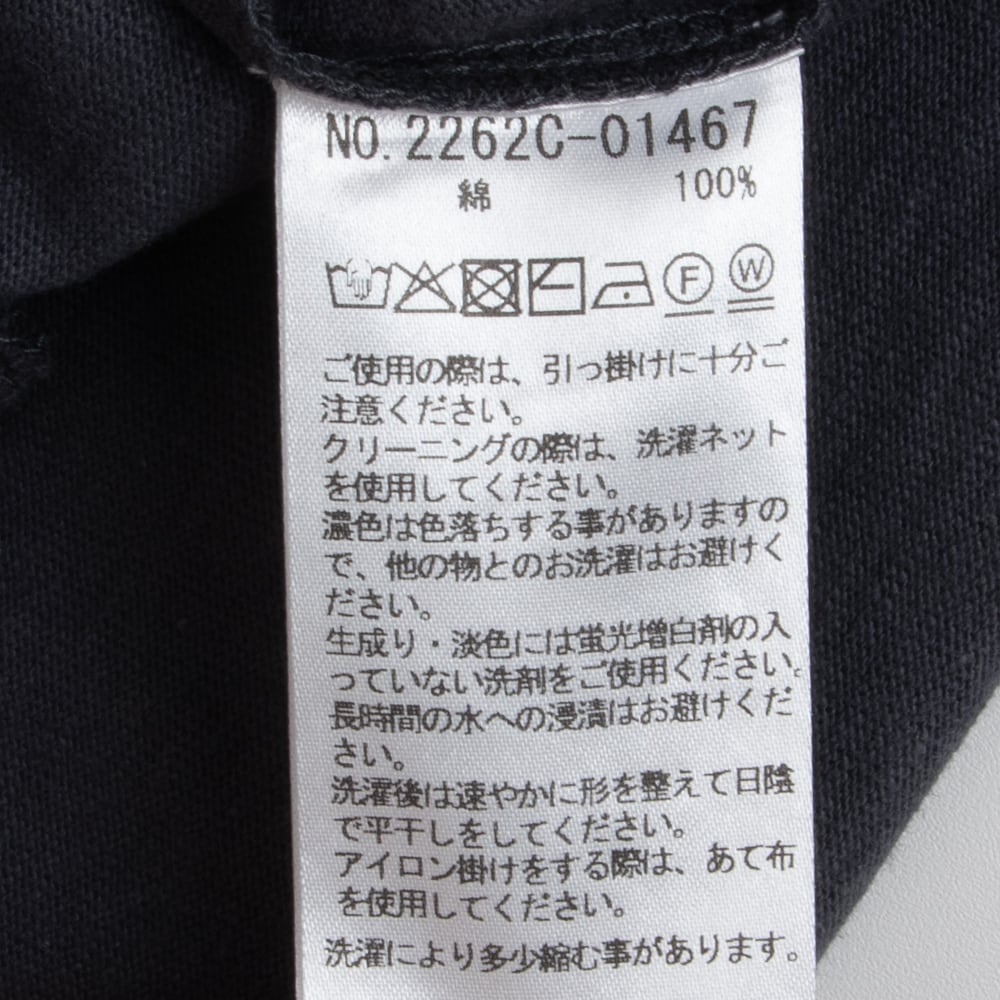 NO. 2262C-01467
綿 100%
F W
ご使用の際は、引っ掛けに十分ご
注意ください。
クリーニングの際は、洗濯ネット
を使用してください。
濃色は色落ちする事がありますの
で、他の物とのお洗濯はお避けく
ださい。
生成り・淡色には蛍光増白剤の入
っていない洗剤をご使用ください。
長時間の水への浸漬はお避けくだ
さい。
洗濯後は速やかに形を整えて日陰
で平干しをしてください。
アイロン掛けをする際は、あて布
を使用してください。
洗濯により多少縮む事があります。